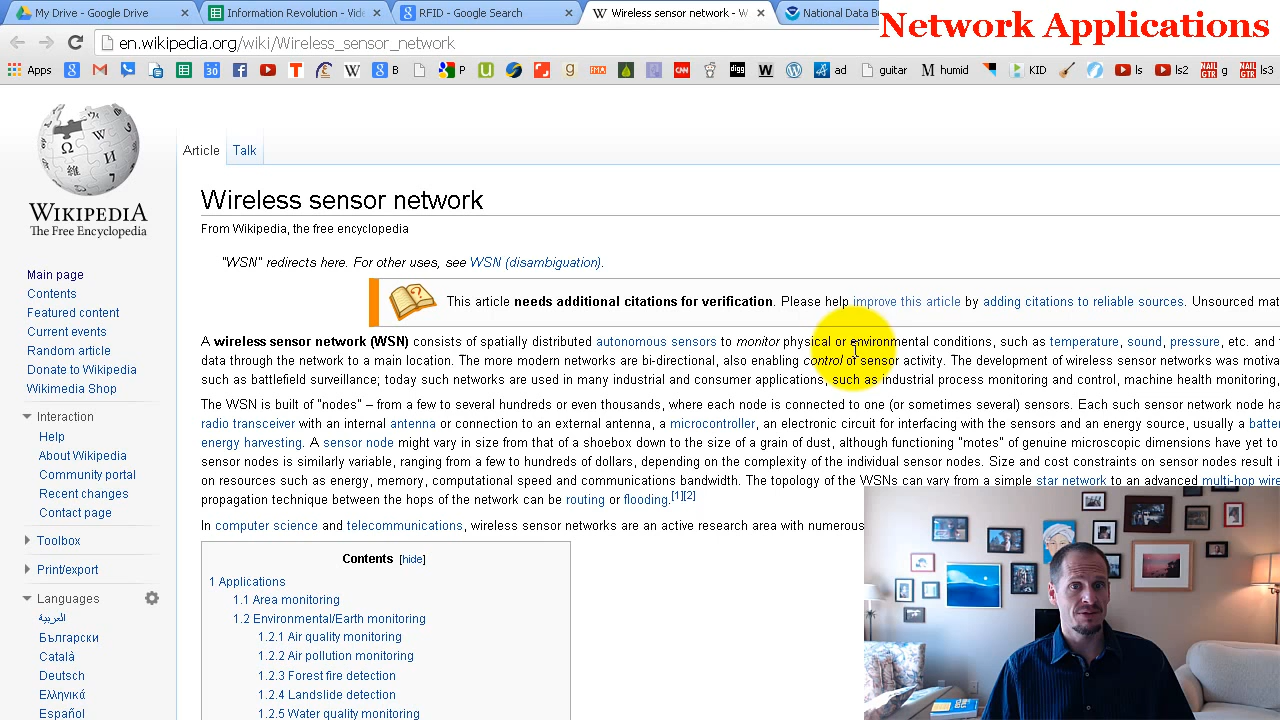 My Drive - Google Drive
Information Revolution - Vide
RFID - Google Search
Wireless sensor network - W
National Data B
Network Applications
en.wikipedia.org/wiki/Wireless_sensor_network
Apps
B
P
ad
guitar
humid
KID
ls
ls2
g
ls3
Article
Talk
WIKIPEDIA
The Free Encyclopedia
Wireless sensor network
From Wikipedia, the free encyclopedia
"WSN" redirects here. For other uses, see WSN (disambiguation).
This article needs additional citations for verification. Please help improve this article by adding citations to reliable sources. Unsourced mat
A wireless sensor network (WSN) consists of spatially distributed autonomous sensors to monitor physical or environmental conditions, such as temperature, sound, pressure, etc. and
data through the network to a main location. The more modern networks are bi-directional, also enabling control of sensor activity. The development of wireless sensor networks was motiva
such as battlefield surveillance; today such networks are used in many industrial and consumer applications, such as industrial process monitoring and control, machine health monitoring,
The WSN is built of "nodes" – from a few to several hundreds or even thousands, where each node is connected to one (or sometimes several) sensors. Each such sensor network node ha
radio transceiver with an internal antenna or connection to an external antenna, a microcontroller, an electronic circuit for interfacing with the sensors and an energy source, usually a batte
energy harvesting. A sensor node might vary in size from that of a shoebox down to the size of a grain of dust, although functioning "motes" of genuine microscopic dimensions have yet to
sensor nodes is similarly variable, ranging from a few to hundreds of dollars, depending on the complexity of the individual sensor nodes. Size and cost constraints on sensor nodes result i
on resources such as energy, memory, computational speed and communications bandwidth. The topology of the WSNs can vary from a simple star network to an advanced multi-hop wire
propagation technique between the hops of the network can be routing or flooding.[1][2]
In computer science and telecommunications, wireless sensor networks are an active research area with numerous
Contents [hide]
1 Applications
1.1 Area monitoring
1.2 Environmental/Earth monitoring
1.2.1 Air quality monitoring
1.2.2 Air pollution monitoring
1.2.3 Forest fire detection
1.2.4 Landslide detection
1.2.5 Water quality monitoring
Main page
Contents
Featured content
Current events
Random article
Donate to Wikipedia
Wikimedia Shop
Interaction
Help
About Wikipedia
Community portal
Recent changes
Contact page
Toolbox
Print/export
Languages
العربية
Български
Català
Deutsch
Ελληνικά
Español